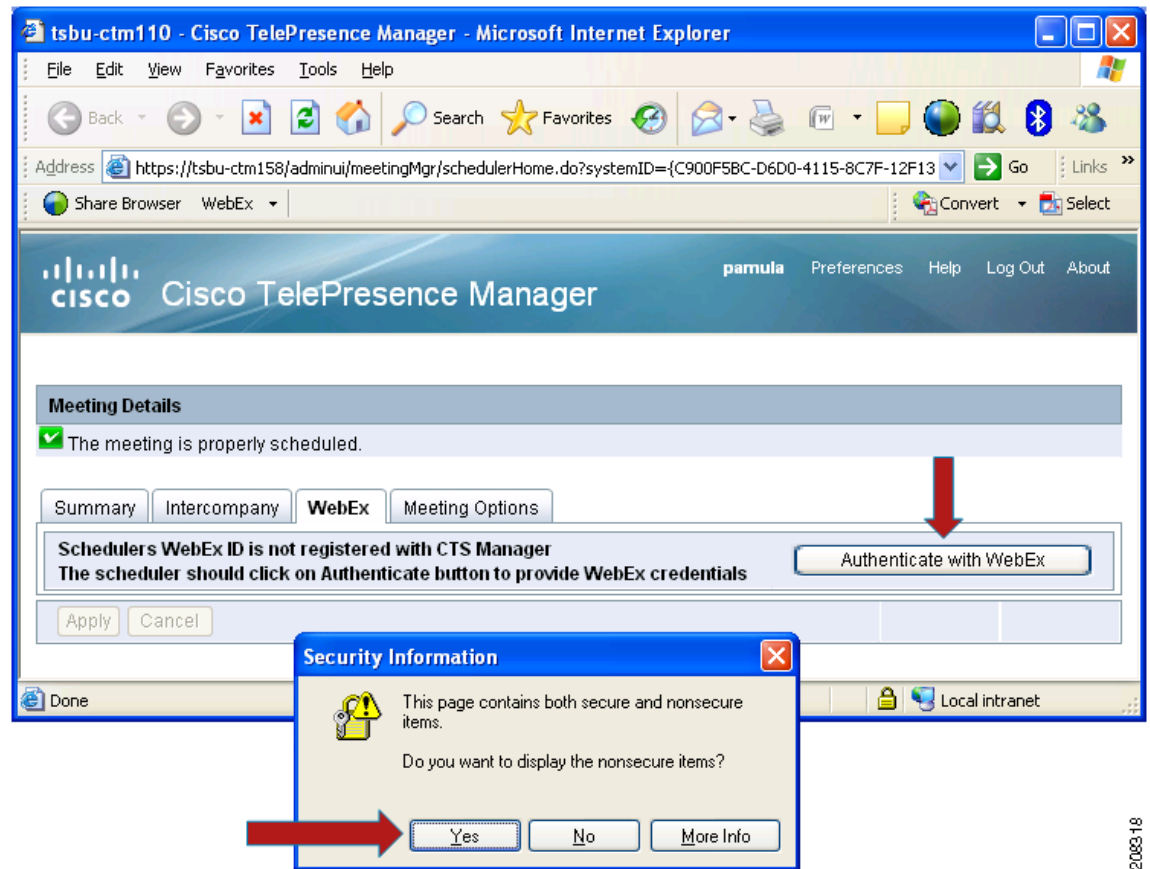 tsbu-ctm110 - Cisco TelePresence Manager - Microsoft Internet Explorer
File Edit View Favorites Tools Help
Back Search Favorites W
Address https://tsbu-ctm158/adminui/meetingMgr/schedulerHome.do?systemID={C900F5BC-D6D0-4115-8C7F-12F13 Go Links »
Share Browser WebEx Convert Select
pamula Preferences Help Log Out About
CISCO Cisco TelePresence Manager
Meeting Details
The meeting is properly scheduled.
Summary Intercompany WebEx Meeting Options
Schedulers WebEx ID is not registered with CTS Manager
The scheduler should click on Authenticate button to provide WebEx credentials
Authenticate with WebEx
Apply Cancel
Security Information
Done Local intranet
This page contains both secure and nonsecure
items.
Do you want to display the nonsecure items?
Yes No More Info
208318